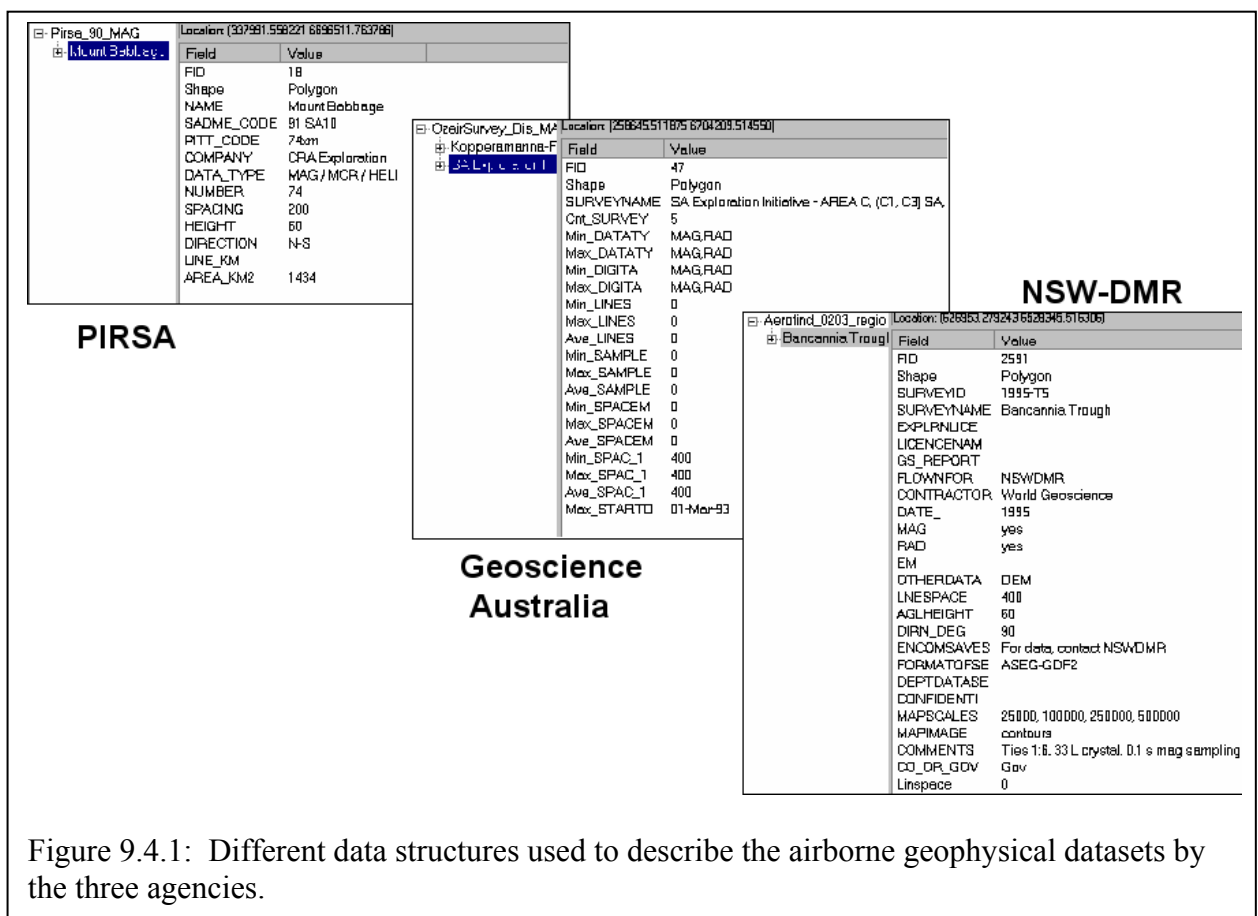 Pirsa_90_MAG
Location: (337991.558221 6696511.763786)
Field Value
FID 18
Shape Polygon
NAME Mount Babbage
SADME_CODE 91 SA10
PITT_CODE
COMPANY CRA Exploration
DATA_TYPE MAG / MCR / HELI
NUMBER 74
SPACING 200
HEIGHT 60
DIRECTION N-S
LINE_KM
AREA_KM2 1434
PIRSA
OzairSurvey_Dis_MA
Kopperamanna-F
Location: (258645.511875 6704209.514550)
Field Value
FID 47
Shape Polygon
SURVEYNAME SA Exploration Initiative - AREA C, (C1, C3) SA,
Cnt_SURVEY 5
Min_DATATY MAG,RAD
Max_DATATY MAG,RAD
Min_DIGITA MAG,RAD
Max_DIGITA MAG,RAD
Min_LINES 0
Max_LINES 0
Ave_LINES 0
Min_SAMPLE 0
Max_SAMPLE 0
Ave_SAMPLE 0
Min_SPACEM 0
Max_SPACEM 0
Ave_SPACEM 0
Min_SPAC_1 400
Max_SPAC_1 400
Ave_SPAC_1 400
Max_STARTD 01-Mar-93
Geoscience
Australia
NSW-DMR
Aerofind_0203_regio
Bancannia Trougl
Location:
Field Value
FID 2591
Shape Polygon
SURVEYID 1995-T5
SURVEYNAME Bancannia Trough
EXPLRNLICE
LICENCENAM
GS_REPORT
FLOWNFOR NSWDMR
CONTRACTOR World Geoscience
DATE_ 1995
MAG yes
RAD yes
EM
OTHERDATA DEM
LNESPACE 400
AGLHEIGHT 60
DIRN_DEG 90
ENCOMSAVES For data, contact NSWDMR
FORMATOFSE ASEG-GDF2
DEPTDATASE
CONFIDENTI
MAPSCALES 25000, 100000, 250000, 500000
MAPIMAGE contours
COMMENTS Ties 1:6. 33 L crystal. 0.1 s mag sampling
CO_OR_GOV Gov
Linspace 0
Figure 9.4.1: Different data structures used to describe the airborne geophysical datasets by
the three agencies.